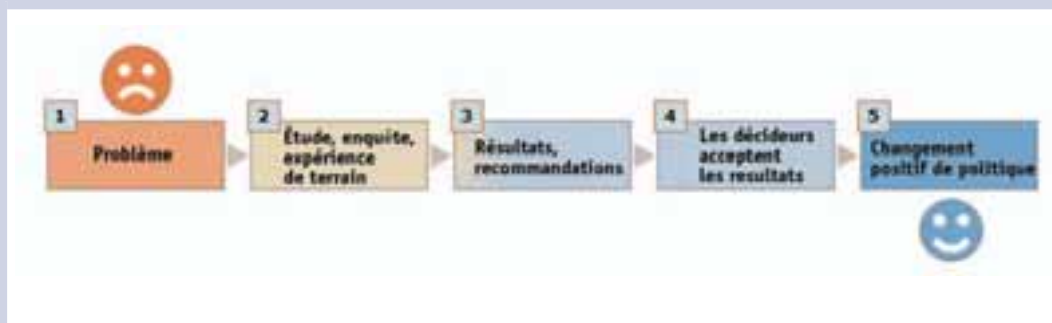 1
Problème
2
Étude, enquite,
expérience
de terrain
3
Résultats,
recommandations
4
Les décideurs
acceptent
les resultats
5
Changement
positif de politique